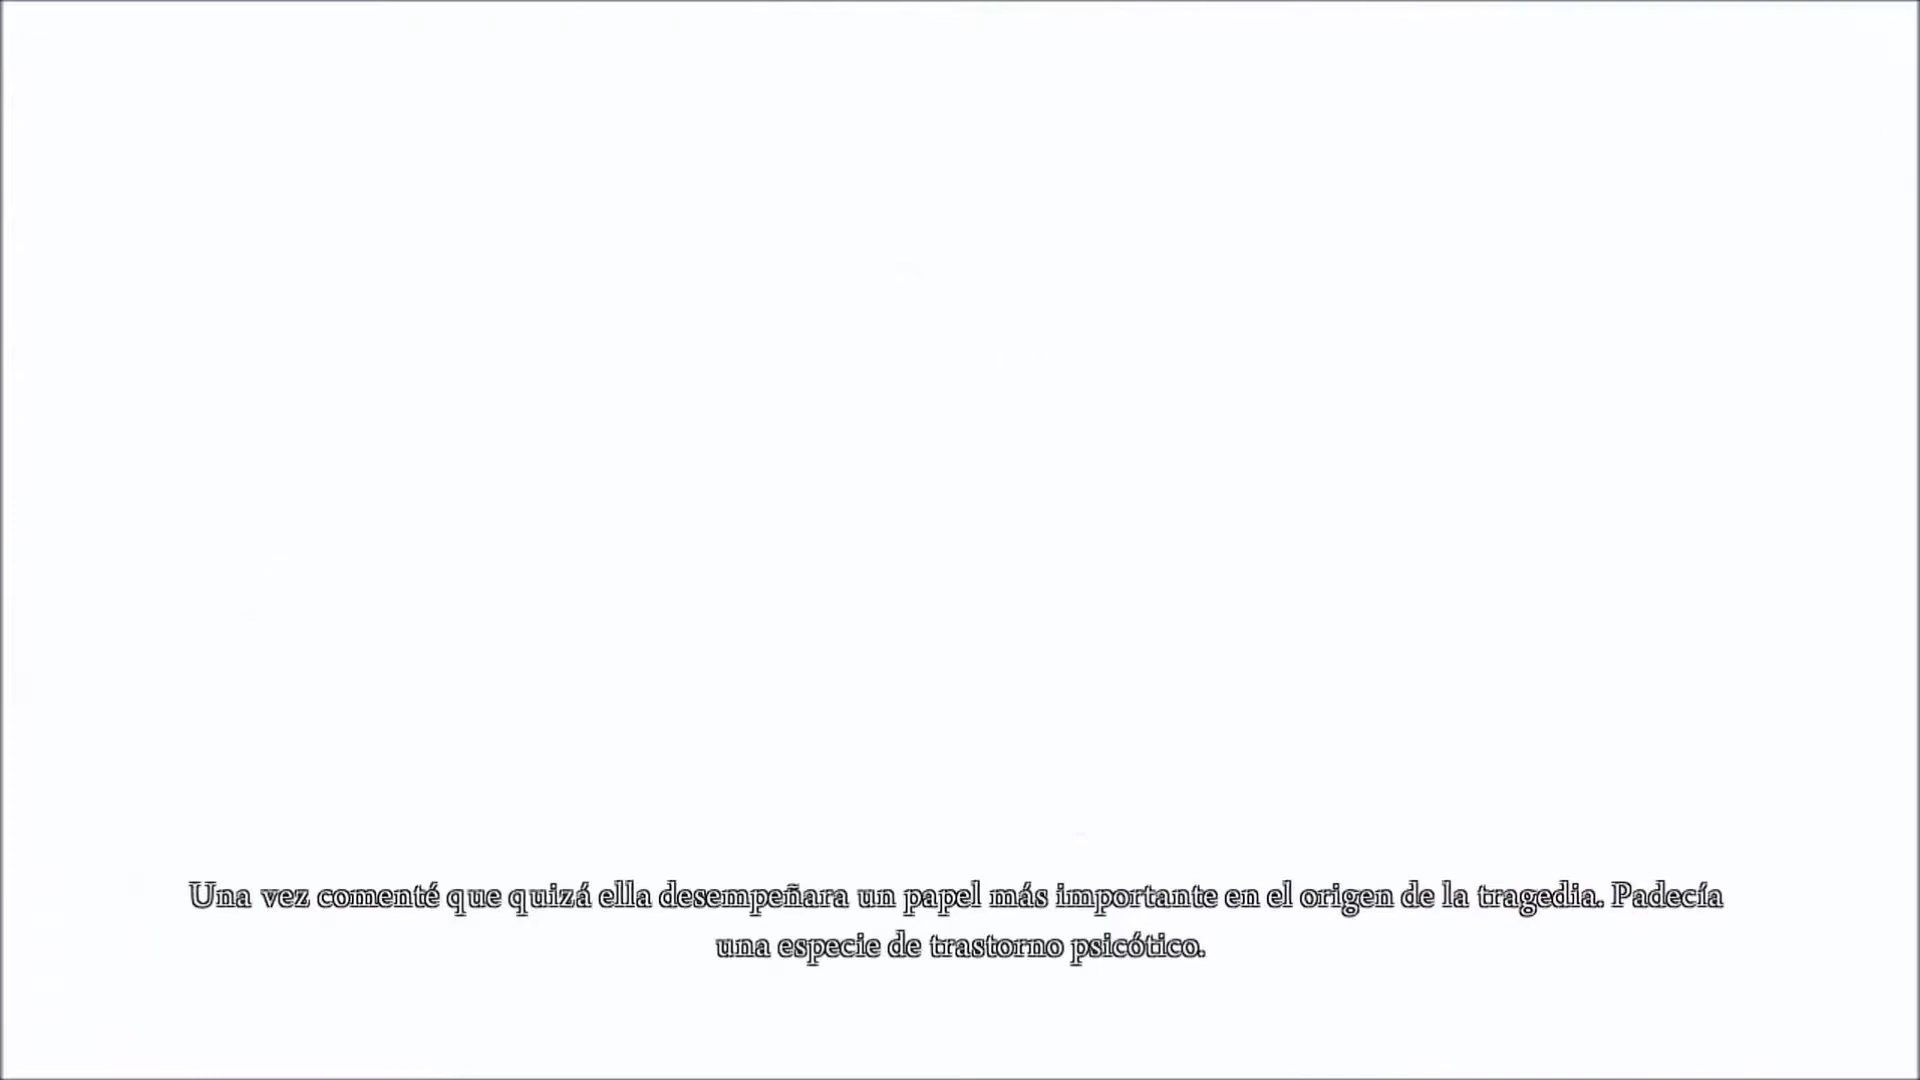 Una vez comenté que quizá ella desempeñara un papel más importante en el origen de la tragedia. Padecía
una especie de trastorno psicótico.